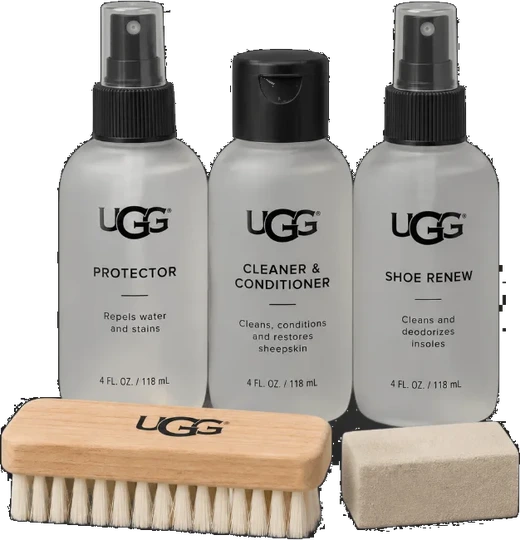 UGG®
PROTECTOR
Repels water
and stains
4 FL. OZ. / 118 mL
UGG®
CLEANER &
CONDITIONER
Cleans, conditions
and restores
sheepskin
4 FL. OZ. / 118 mL
UGG®
SHOE RENEW
Cleans and
deodorizes
insoles
4 FL. OZ. / 118 mL
UGG®